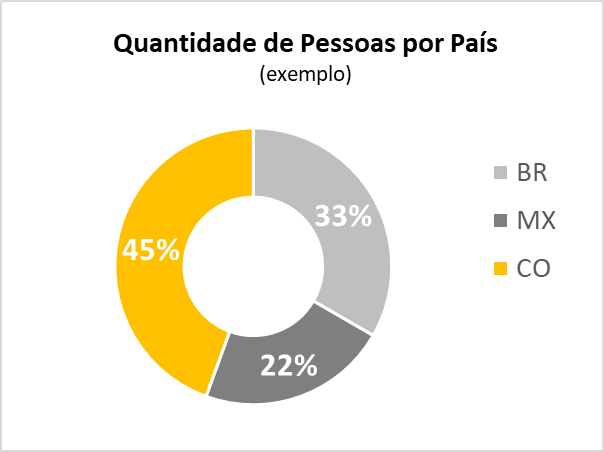 Quantidade de Pessoas por País
(exemplo)
33%
BR
MX
45%
CO
22%